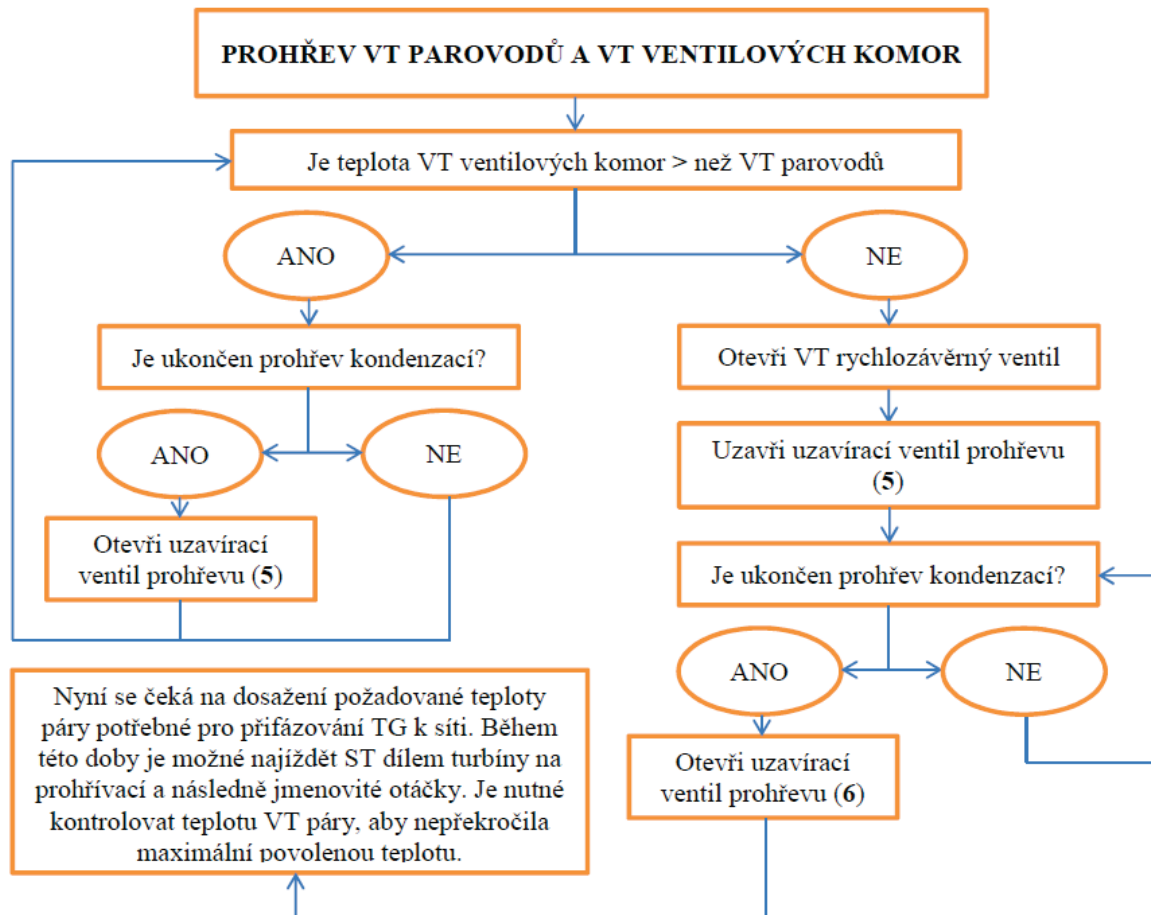 PROHŘEV VT PAROVODŮ A VT VENTILOVÝCH KOMOR
Je teplota VT ventilových komor > než VT parovodů
ANO
NE
Je ukončen prohřev kondenzací?
Otevři VT rychlozávěrný ventil
ANO
NE
Uzavři uzavírací ventil prohřevu
(5)
Otevři uzavírací
ventil prohřevu (5)
Je ukončen prohřev kondenzací?
ANO
NE
Nyní se čeká na dosažení požadované teploty
páry potřebné pro přifázování TG k síti. Během
této doby je možné najíždět ST dílem turbíny na
prohřívací a následně jmenovité otáčky. Je nutné
kontrolovat teplotu VT páry, aby nepřekročila
maximální povolenou teplotu.
Otevři uzavírací
ventil prohřevu (6)